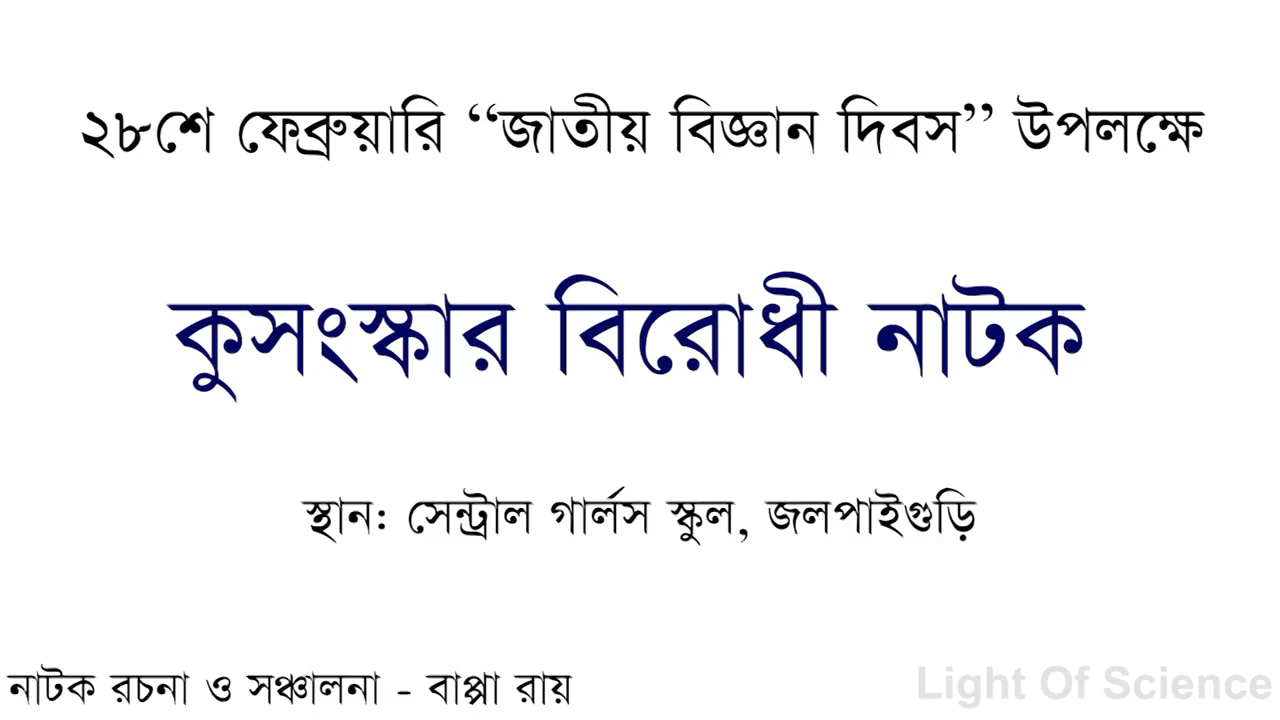 ২৮শে ফেব্রুয়ারি “জাতীয় বিজ্ঞান দিবস” উপলক্ষে
কুসংস্কার বিরোধী নাটক
স্থান: সেন্ট্রাল গার্লস স্কুল, জলপাইগুড়ি
নাটক রচনা ও সঞ্চালনা - বাপ্পা রায়
Light Of Science